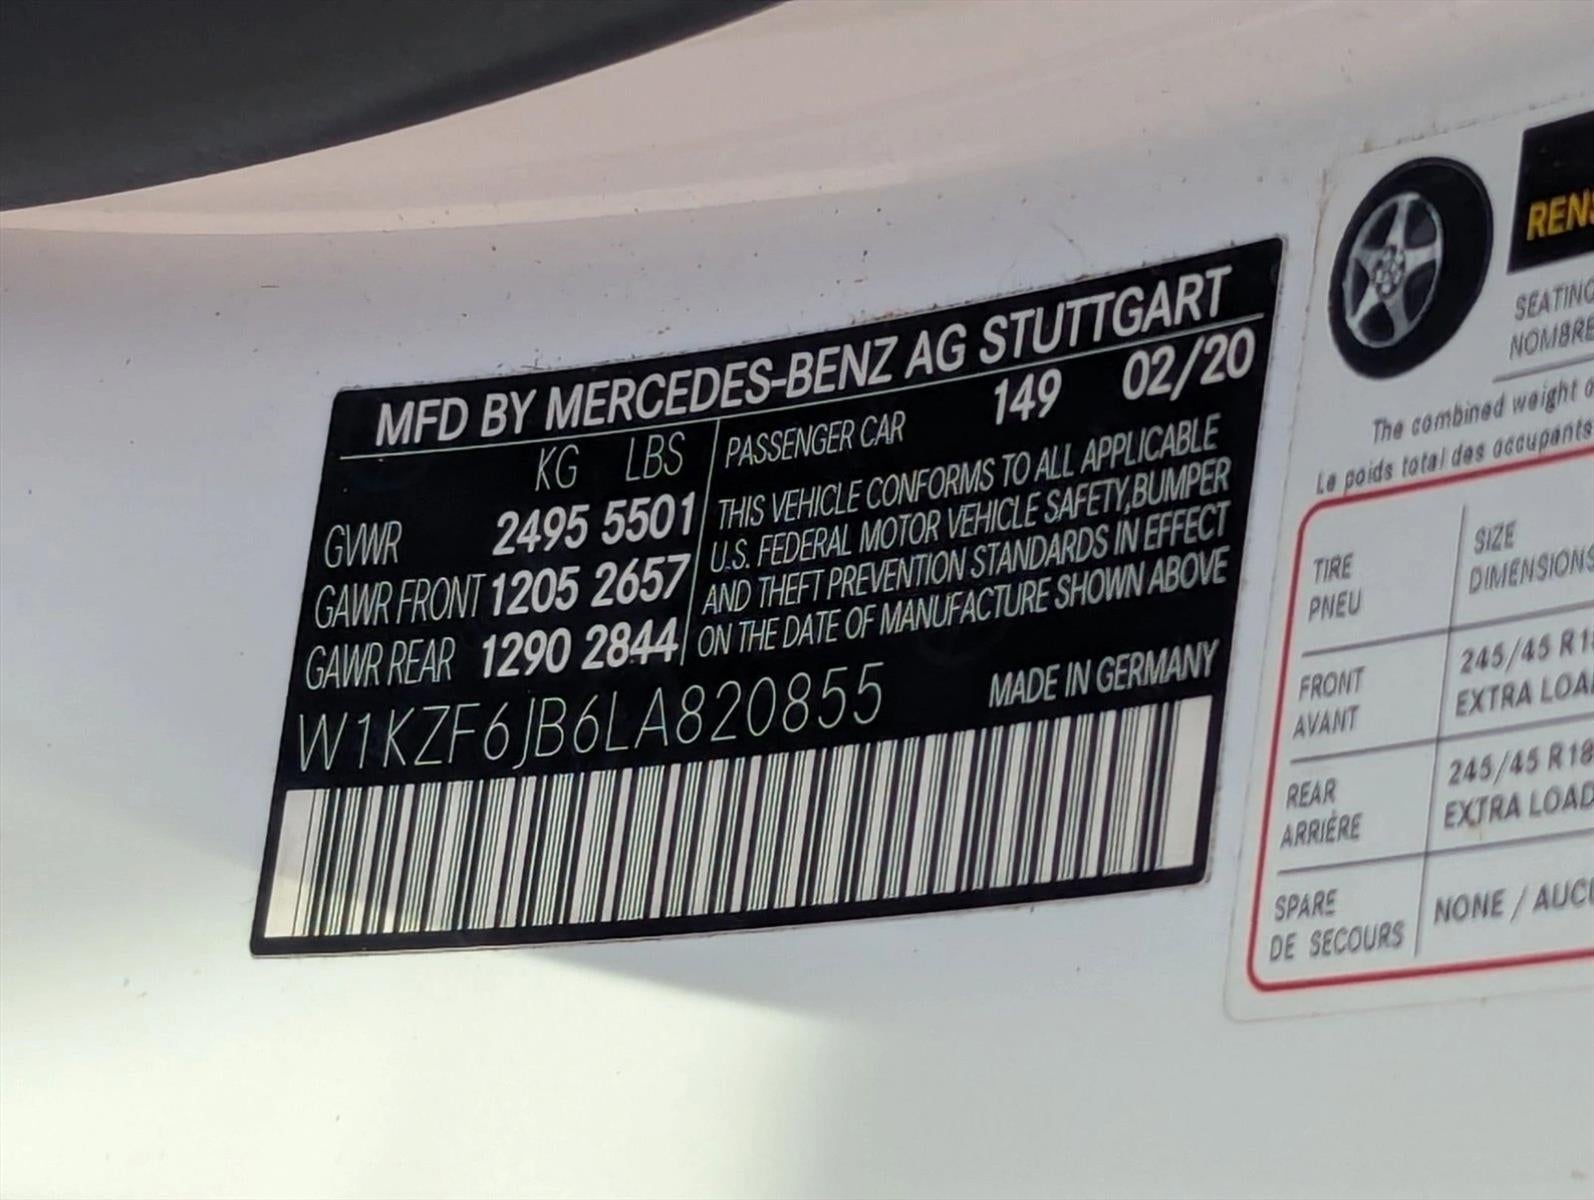 MFD BY MERCEDES-BENZ AG STUTTGART
KG LBS
GVWR 2495 5501
GAWR FRONT 1205 2657
GAWR REAR 1290 2844
PASSENGER CAR 149 02/20
THIS VEHICLE CONFORMS TO ALL APPLICABLE
U.S. FEDERAL MOTOR VEHICLE SAFETY,BUMPER
AND THEFT PREVENTION STANDARDS IN EFFECT
ON THE DATE OF MANUFACTURE SHOWN ABOVE
W1KZF6JB6LA820855
MADE IN GERMANY
SEATING
NOMBRE
The combined weight
Le poids total des occupants
TIRE
PNEU
SIZE
DIMENSIONS
FRONT
AVANT
245/45
EXTRA LOAD
REAR
ARRIÈRE
245/45 R18
EXTRA LOAD
SPARE
DE SECOURS
NONE /